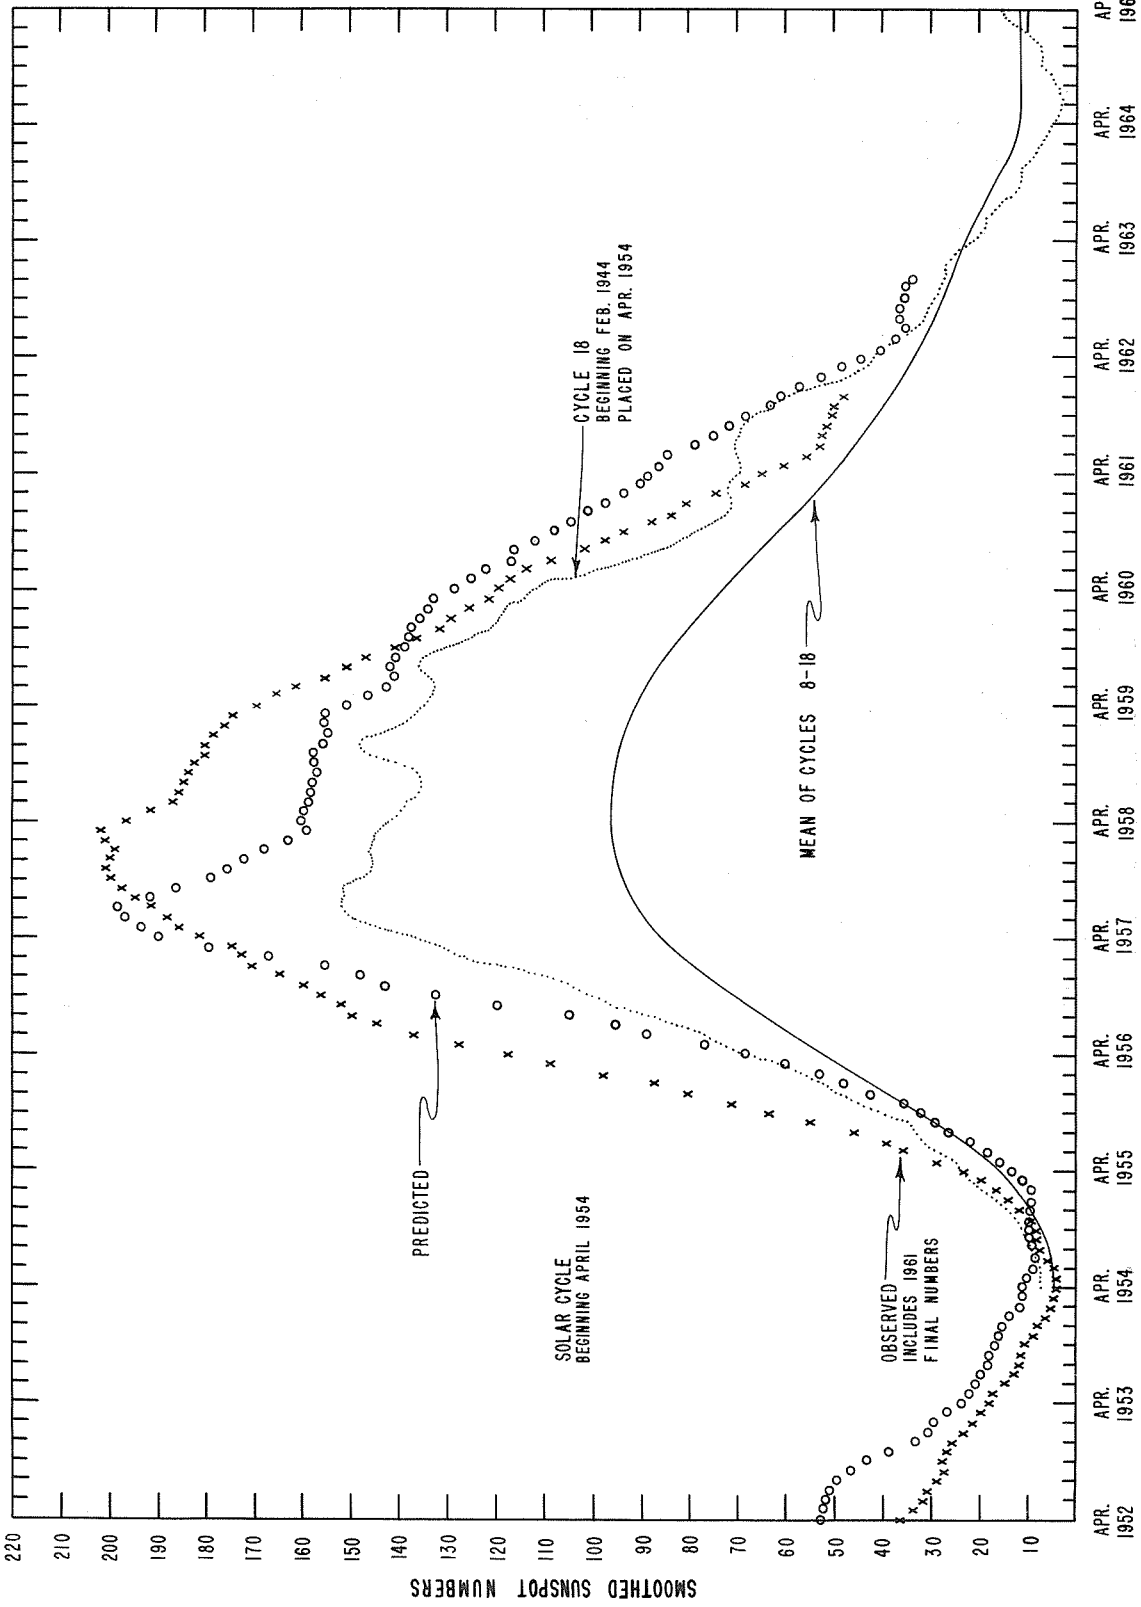 SMOOTHED SUNSPOT NUMBERS
220
210
200
190
180
170
160
150
140
130
120
110
100
90
80
70
60
50
40
30
20
10
PREDICTED
SOLAR CYCLE
BEGINNING APRIL 1954
OBSERVED
INCLUDES 1961
FINAL NUMBERS
CYCLE 18
BEGINNING FEB. 1944
PLACED ON APR. 1954
MEAN OF CYCLES 8-18
APR. 1952
APR. 1953
APR. 1954
APR. 1955
APR. 1956
APR. 1957
APR. 1958
APR. 1959
APR. 1960
APR. 1961
APR. 1962
APR. 1963
APR. 1964
AP
196